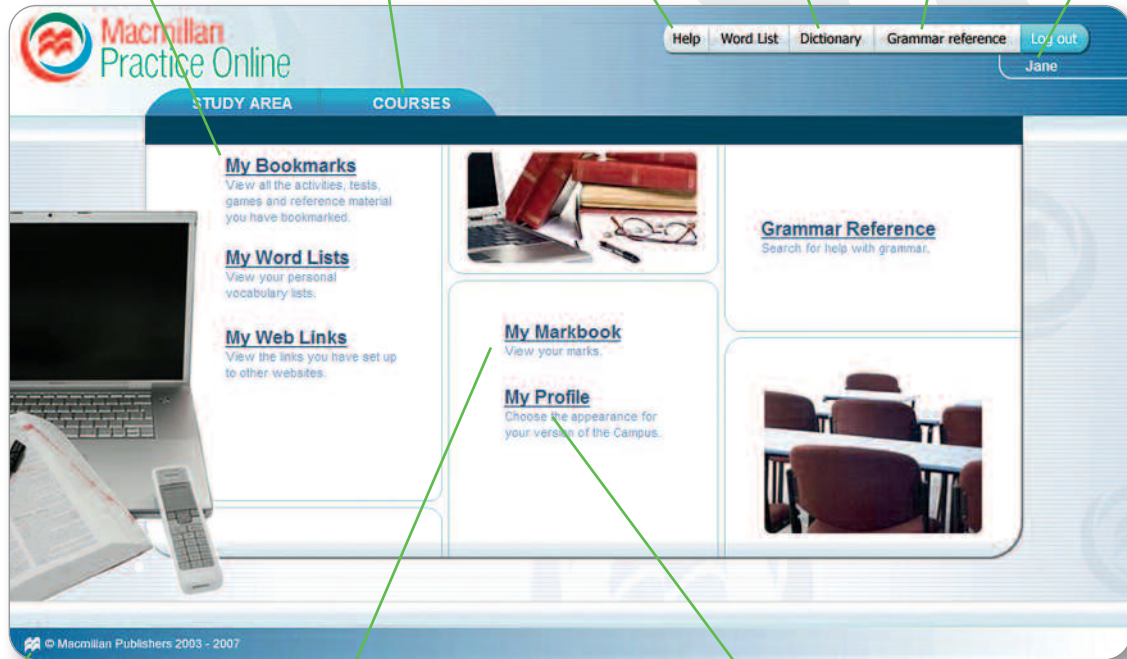 Macmillan
Practice Online
Help Word List Dictionary Grammar reference Log out
Jane
STUDY AREA COURSES
My Bookmarks
View all the activities, tests,
games and reference material
you have bookmarked.
My Word Lists
View your personal
vocabulary lists.
My Web Links
View the links you have set up
to other websites.
My Markbook
View your marks.
My Profile
Choose the appearance for
your version of the Campus.
Grammar Reference
Search for help with grammar.
© Macmillan Publishers 2003 - 2007